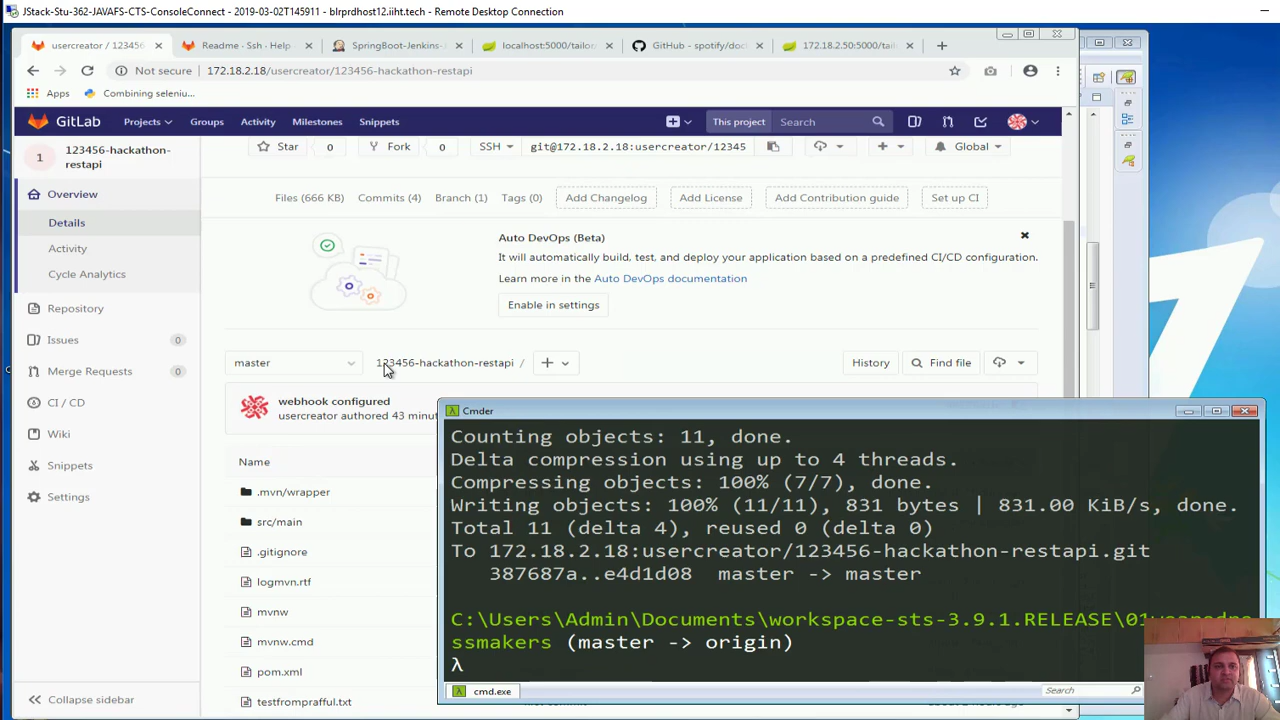 JStack-Stu-362-JAVAFS-CTS-ConsoleConnect - 2019-03-02T145911 - blrprdhost12.iiht.tech - Remote Desktop Connection
usercreator / 123456
Readme · Ssh · Help
SpringBoot-Jenkins-
localhost:5000/tailor
GitHub - spotify/doc
172.18.2.50:5000/tail
Not secure | 172.18.2.18/usercreator/123456-hackathon-restapi
Apps
Combining seleniu...
GitLab
Projects
Groups
Activity
Milestones
Snippets
This project
Search
1
123456-hackathon-
restapi
Star
0
Fork
0
SSH
git@172.18.2.18:usercreator/12345
Global
Overview
Details
Activity
Cycle Analytics
Repository
Issues
0
Merge Requests
0
CI / CD
Wiki
Snippets
Settings
Collapse sidebar
Files (666 KB)
Commits (4)
Branch (1)
Tags (0)
Add Changelog
Add License
Add Contribution guide
Set up CI
Auto DevOps (Beta)
It will automatically build, test, and deploy your application based on a predefined CI/CD configuration.
Learn more in the Auto DevOps documentation
Enable in settings
master
123456-hackathon-restapi /
History
Find file
webhook configured
usercreator authored 43 minut
Name
.mvn/wrapper
src/main
.gitignore
logmvn.rtf
mvnw
mvnw.cmd
pom.xml
testfromprafful.txt
Cmder
Counting objects: 11, done.
Delta compression using up to 4 threads.
Compressing objects: 100% (7/7), done.
Writing objects: 100% (11/11), 831 bytes | 831.00 KiB/s, done.
Total 11 (delta 4), reused 0 (delta 0)
To 172.18.2.18:usercreator/123456-hackathon-restapi.git
387687a..e4d1d08 master -> master
C:\Users\Admin\Documents\workspace-sts-3.9.1.RELEASE\
ssmakers (master -> origin)
λ
cmd.exe
Search